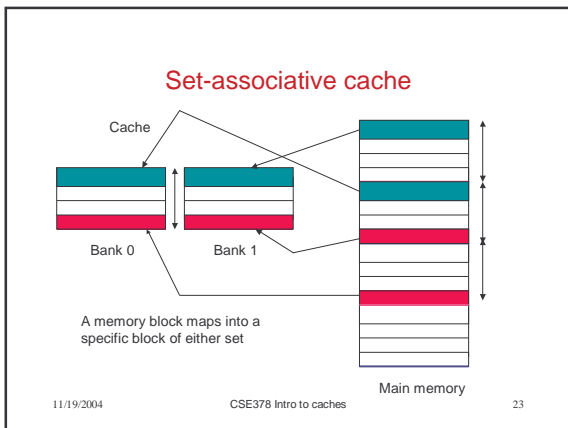 Set-associative cache
Cache
Bank 0
Bank 1
A memory block maps into a
specific block of either set
Main memory
11/19/2004
CSE378 Intro to caches
23